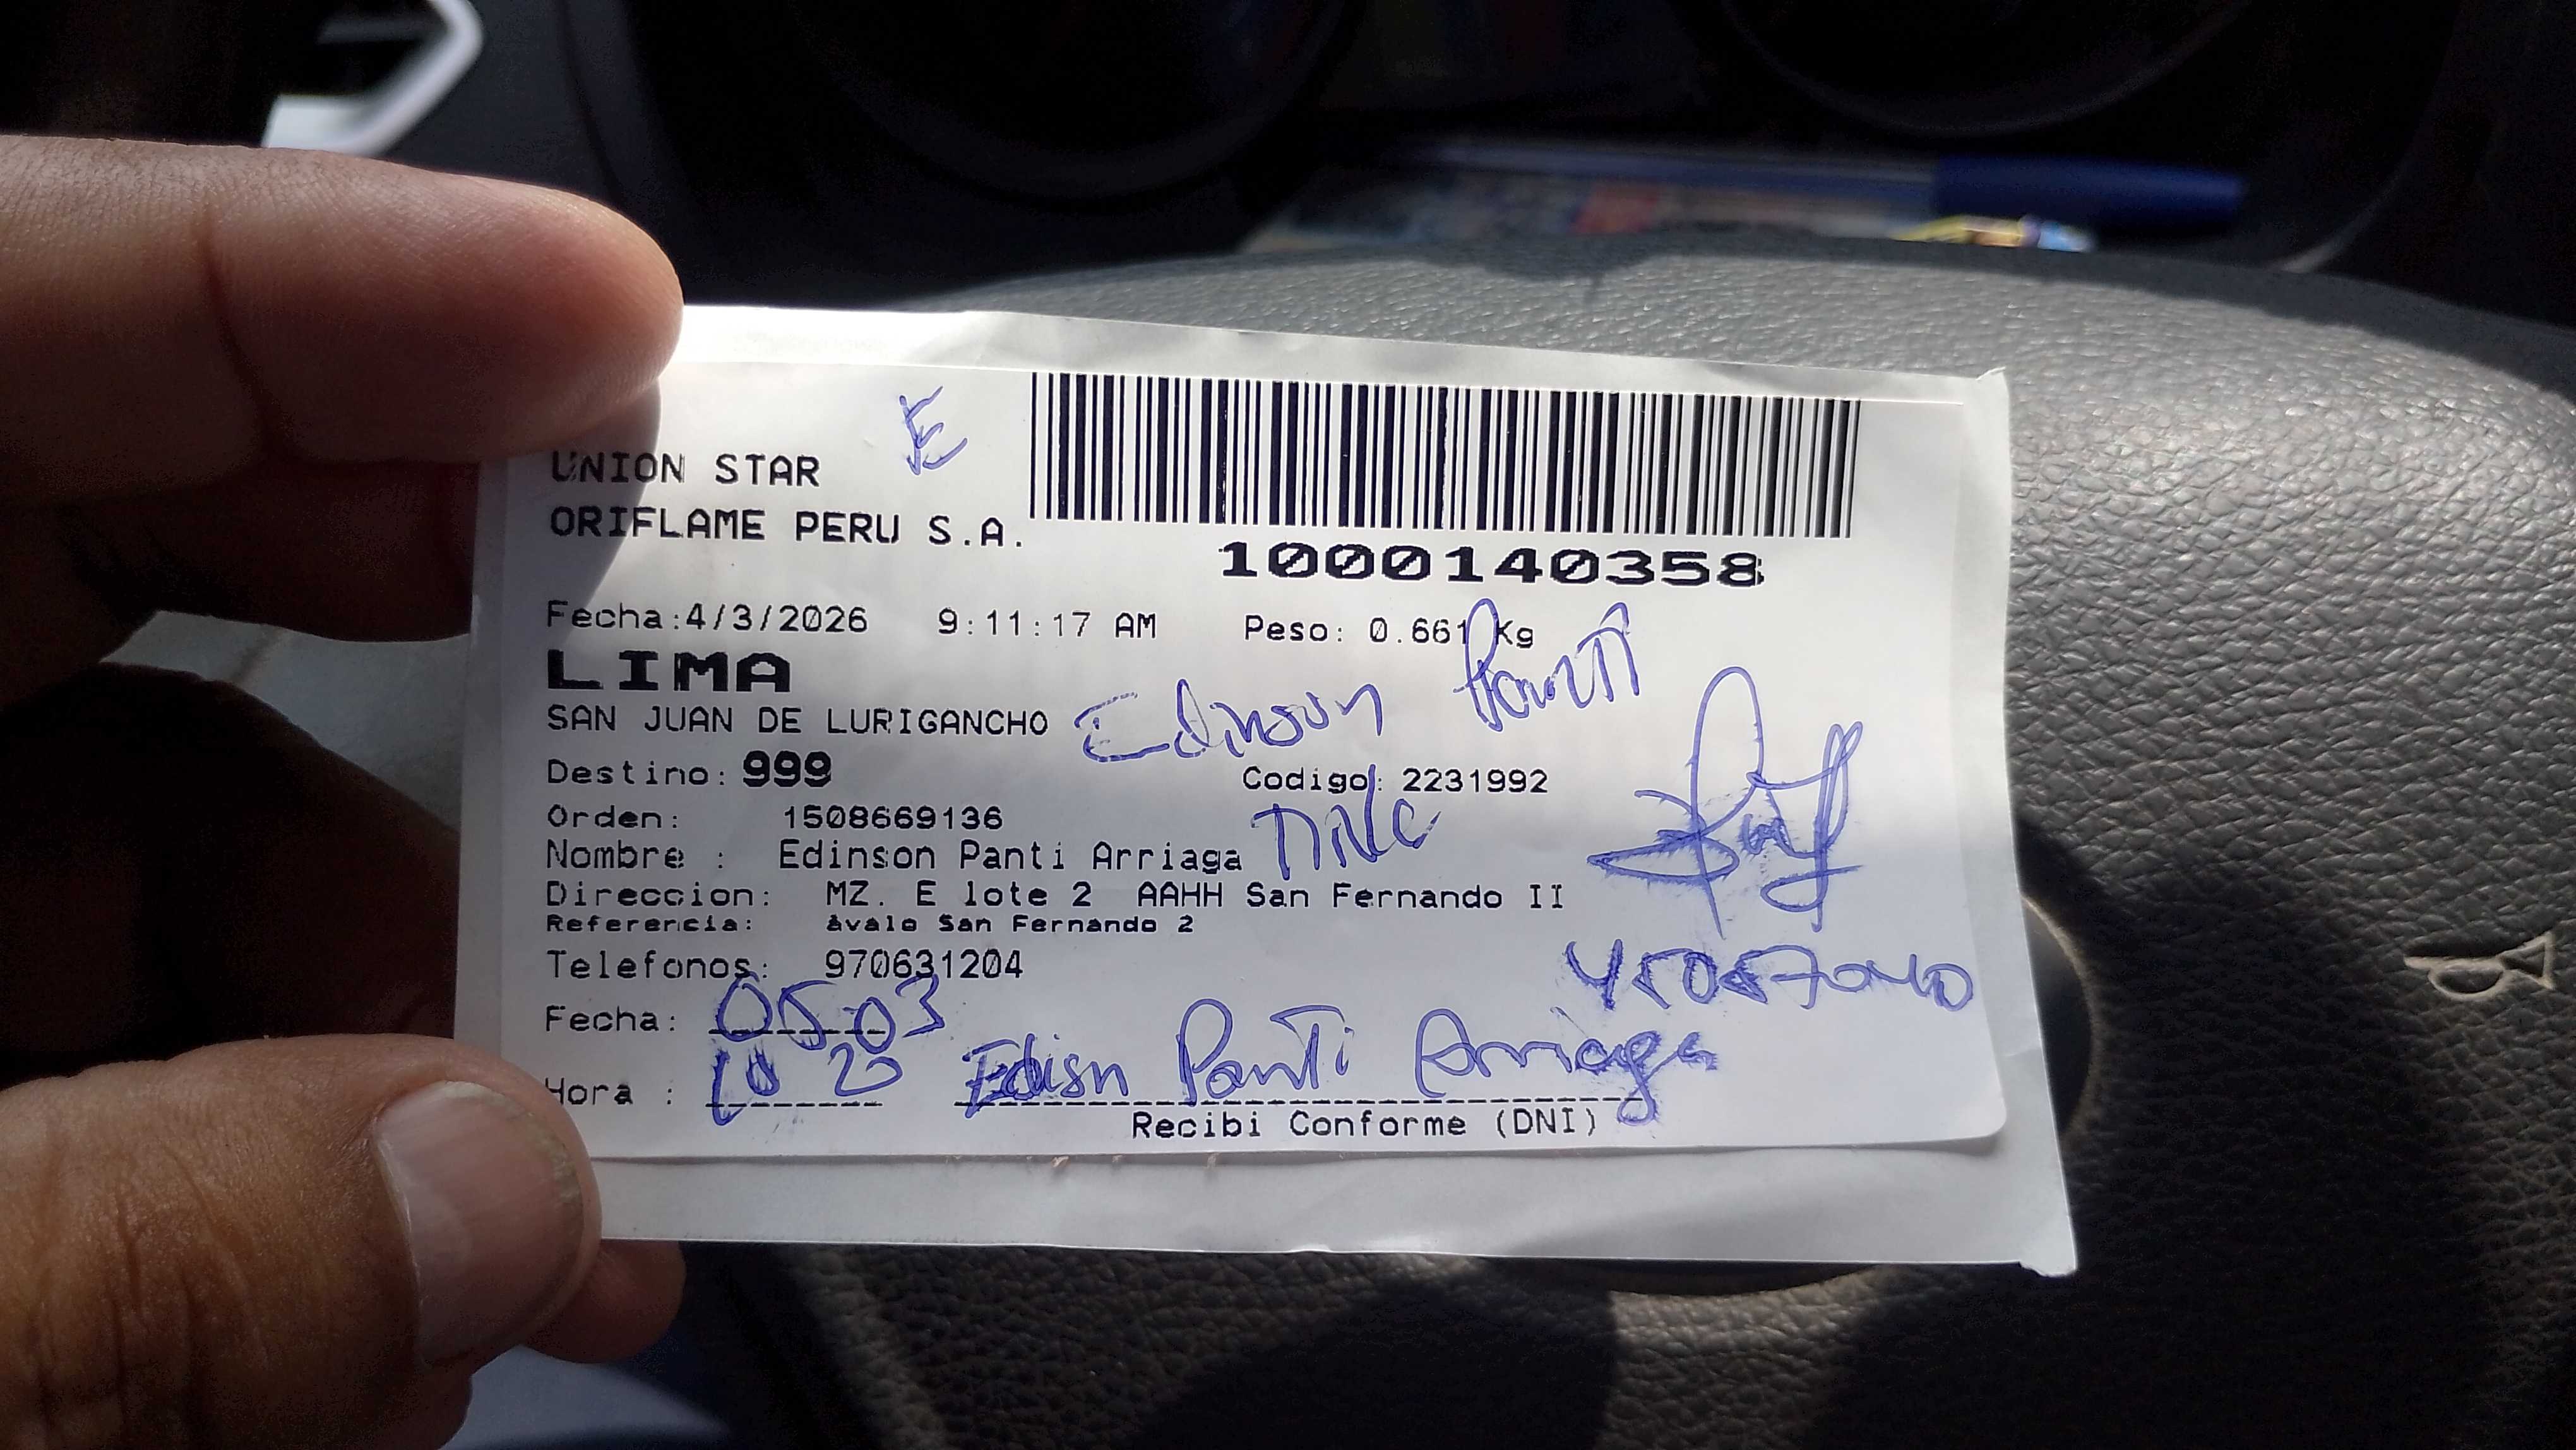 E
UNION STAR
ORIFLAME PERU S.A.
1000140358
Fecha:4/3/2026 9:11:17 AM Peso: 0.661 Kg
LIMA
Edinson Panti
SAN JUAN DE LURIGANCHO
Destino: 999 Codigo: 2231992
Orden: 1508669136
Nombre : Edinson Panti Arriaga
Direccion: MZ. E lote 2 AAHH San Fernando II
Referencia: avalo San Fernando 2
Telefonos: 970631204
Fecha: 05.03
Hora : 10 20 Edisn Panti Arriaga
Recibi Conforme (DNI)